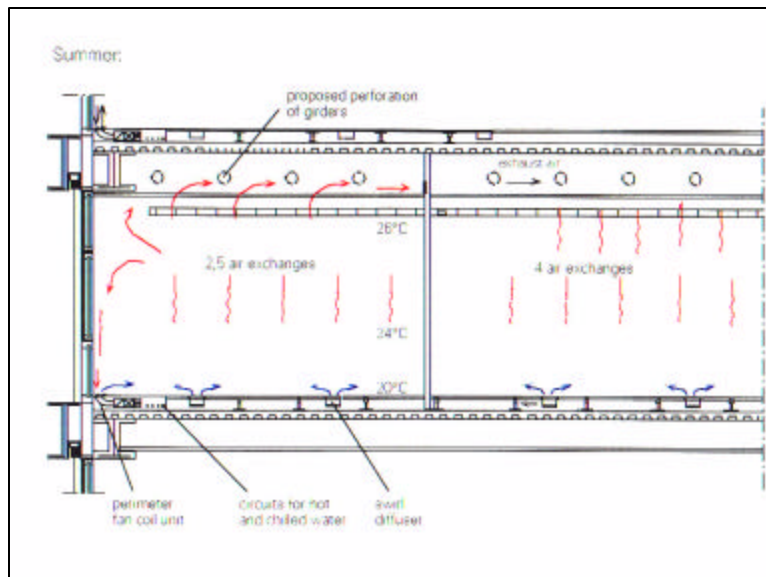 Summer:
proposed perforation
of girders
exhaust air
26°C
2,5 air exchanges
4 air exchanges
24°C
20°C
perimeter
fan coil unit
circuits for hot
and chilled water
swirl
diffuser